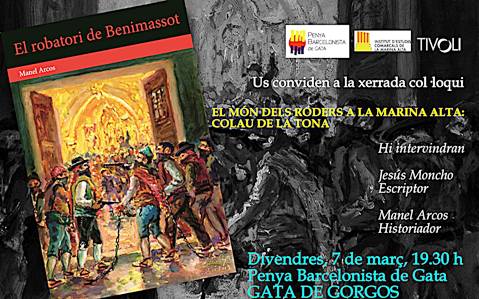 El robatori de Benimassot
Manel Arcos
PENYA
BARCELONISTA
DE GATA
INSTITUT D'ESTUDIS
COMARCALS DE
LA MARINA ALTA
TIVOLI
Us conviden a la xerrada col·loqui
EL MÓN DELS RODERS A LA MARINA ALTA:
COLAU DE LA TONA
Hi intervindran
Jesús Moncho
Escriptor
Manel Arcos
Historiador
Divendres, 7 de març, 19.30 h
Penya Barcelonista de Gata
GATA DE GORGOS